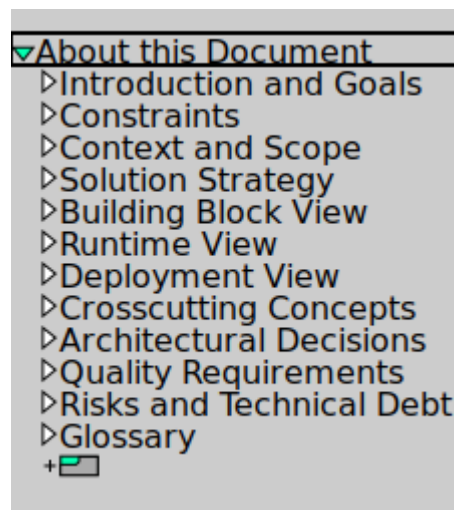 About this Document
Introduction and Goals
Constraints
Context and Scope
Solution Strategy
Building Block View
Runtime View
Deployment View
Crosscutting Concepts
Architectural Decisions
Quality Requirements
Risks and Technical Debt
Glossary
+